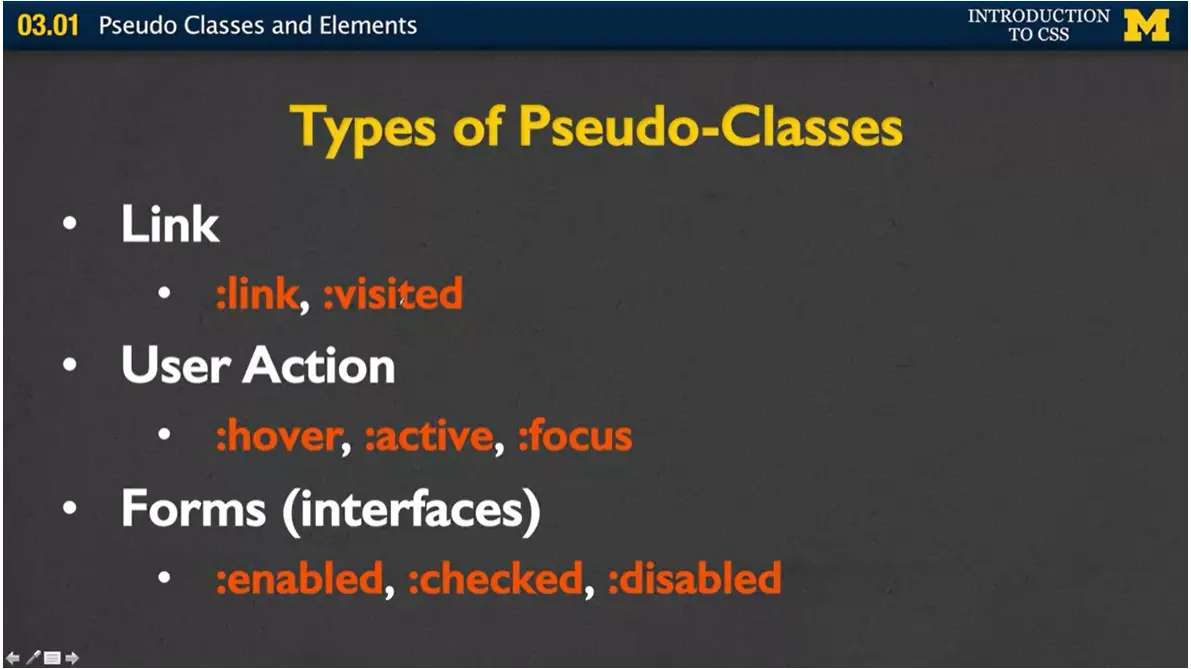 03.01 Pseudo Classes and Elements
INTRODUCTION
TO CSS
M
Types of Pseudo-Classes
• Link
• :link, :visited
• User Action
• :hover, :active, :focus
• Forms (interfaces)
• :enabled, :checked, :disabled